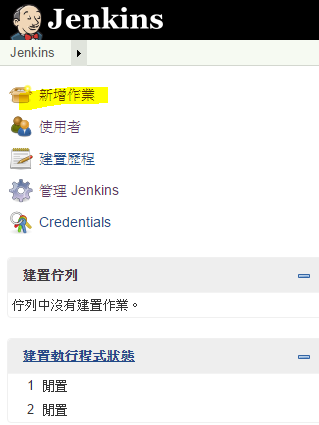 Jenkins
Jenkins
新增作業
使用者
建置歷程
管理 Jenkins
Credentials
建置佇列
佇列中沒有建置作業。
建置執行程式狀態
1 閒置
2 閒置